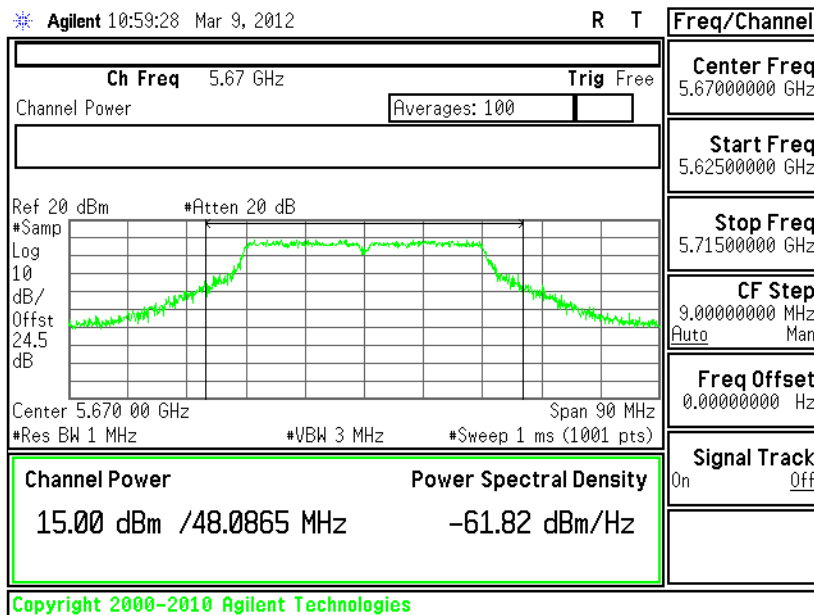 Agilent 10:59:28 Mar 9, 2012 R T
Freq/Channel
Ch Freq 5.67 GHz Trig Free
Channel Power Averages: 100
Ref 20 dBm #Atten 20 dB
#Samp
Log
10
dB/
Offst
24.5
dB
Center 5.670 00 GHz Span 90 MHz
#Res BW 1 MHz #VBW 3 MHz #Sweep 1 ms (1001 pts)
Channel Power Power Spectral Density
15.00 dBm /48.0865 MHz -61.82 dBm/Hz
Center Freq
5.67000000 GHz
Start Freq
5.62500000 GHz
Stop Freq
5.71500000 GHz
CF Step
9.00000000 MHz
Auto Man
Freq Offset
0.00000000 Hz
Signal Track
On Off
Copyright 2000-2010 Agilent Technologies